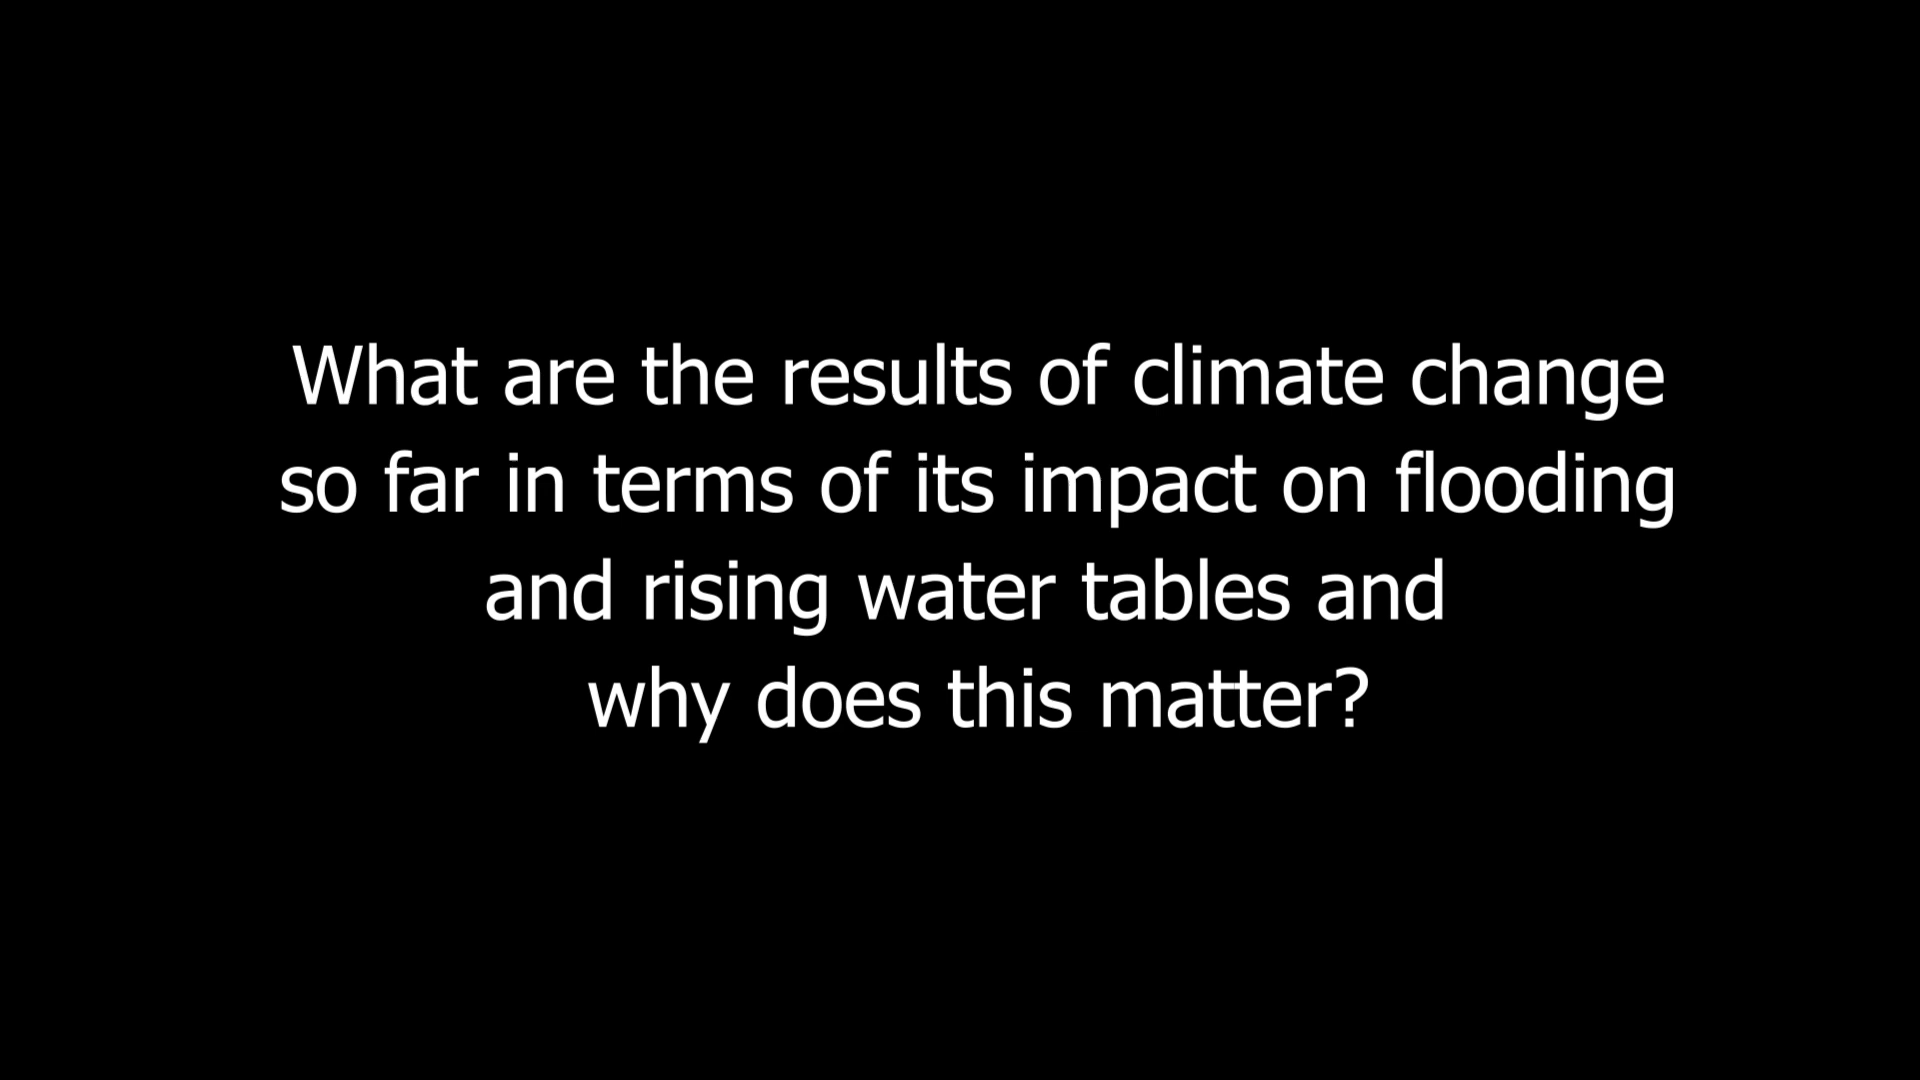 What are the results of climate change
so far in terms of its impact on flooding
and rising water tables and
why does this matter?